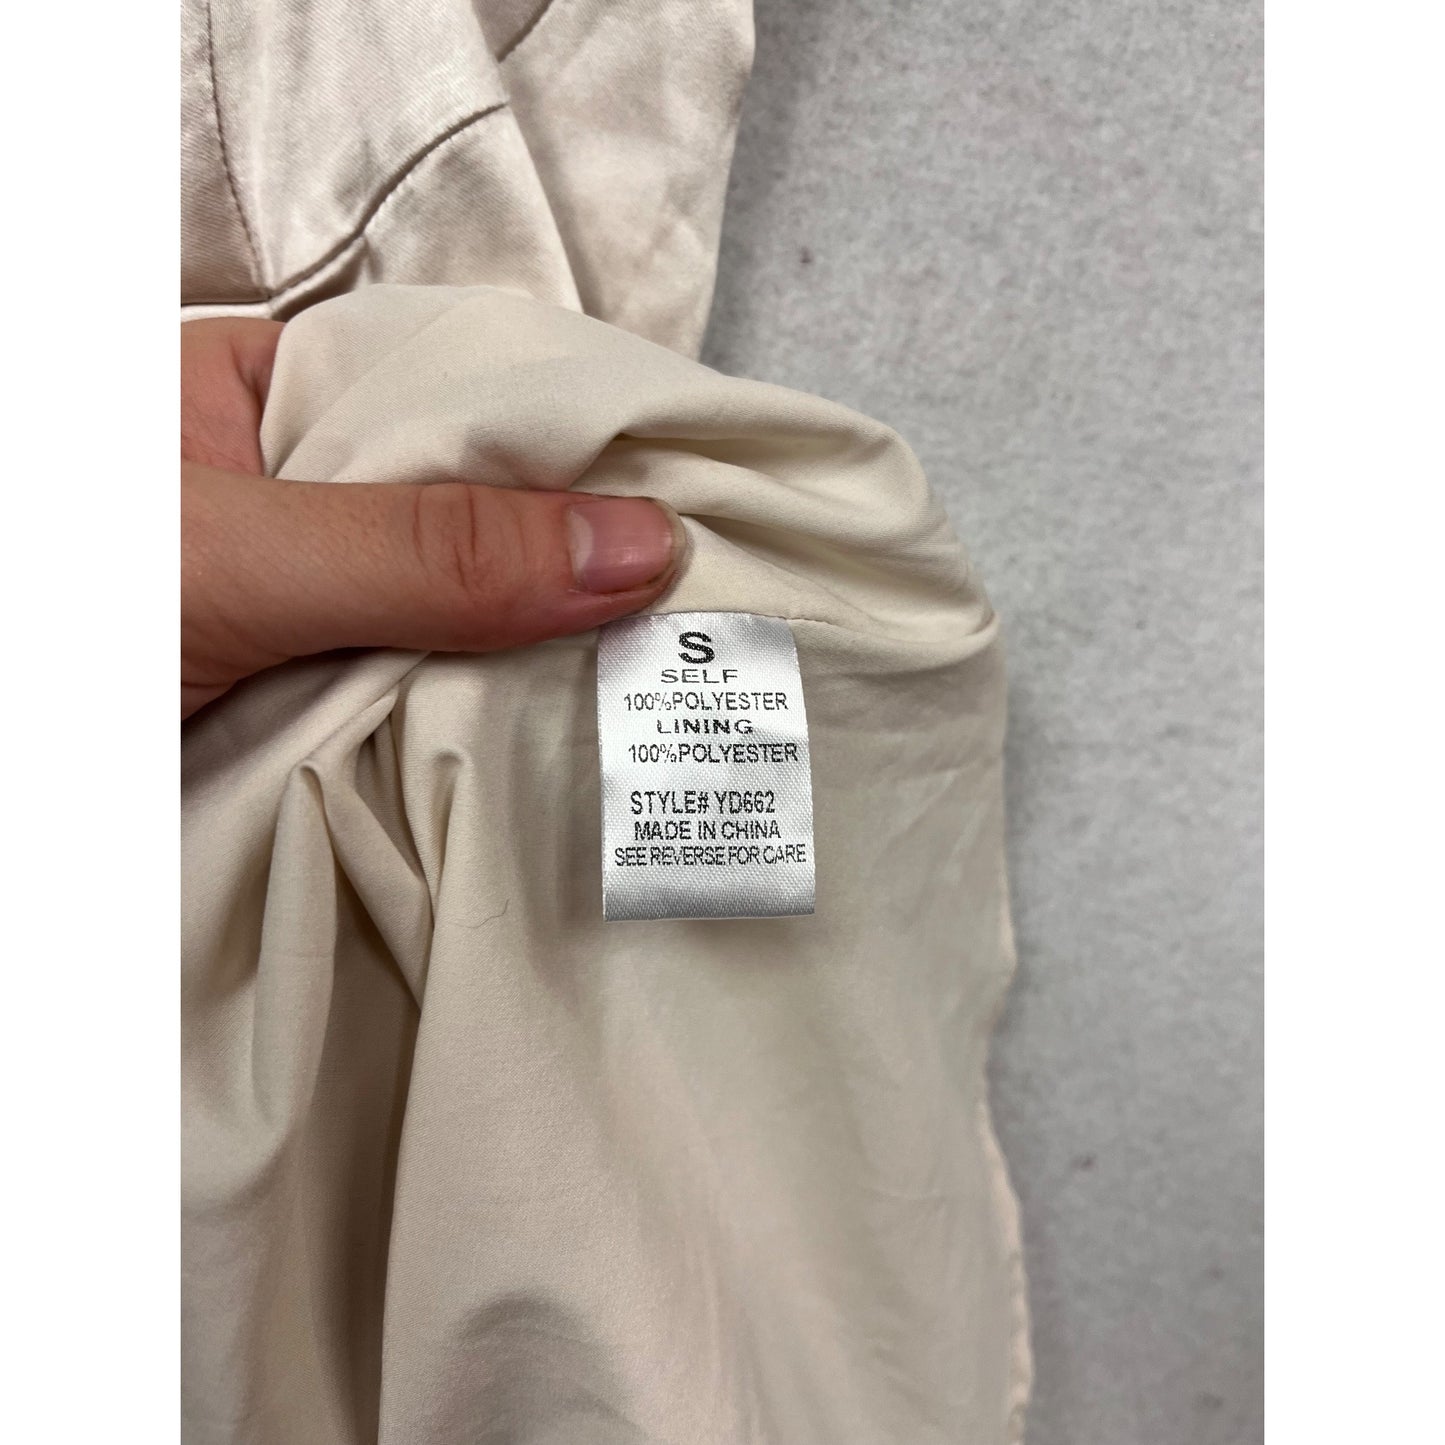 S
SELF
100%POLYESTER
LINING
100%POLYESTER
STYLE# YD662
MADE IN CHINA
SEE REVERSE FOR CARE